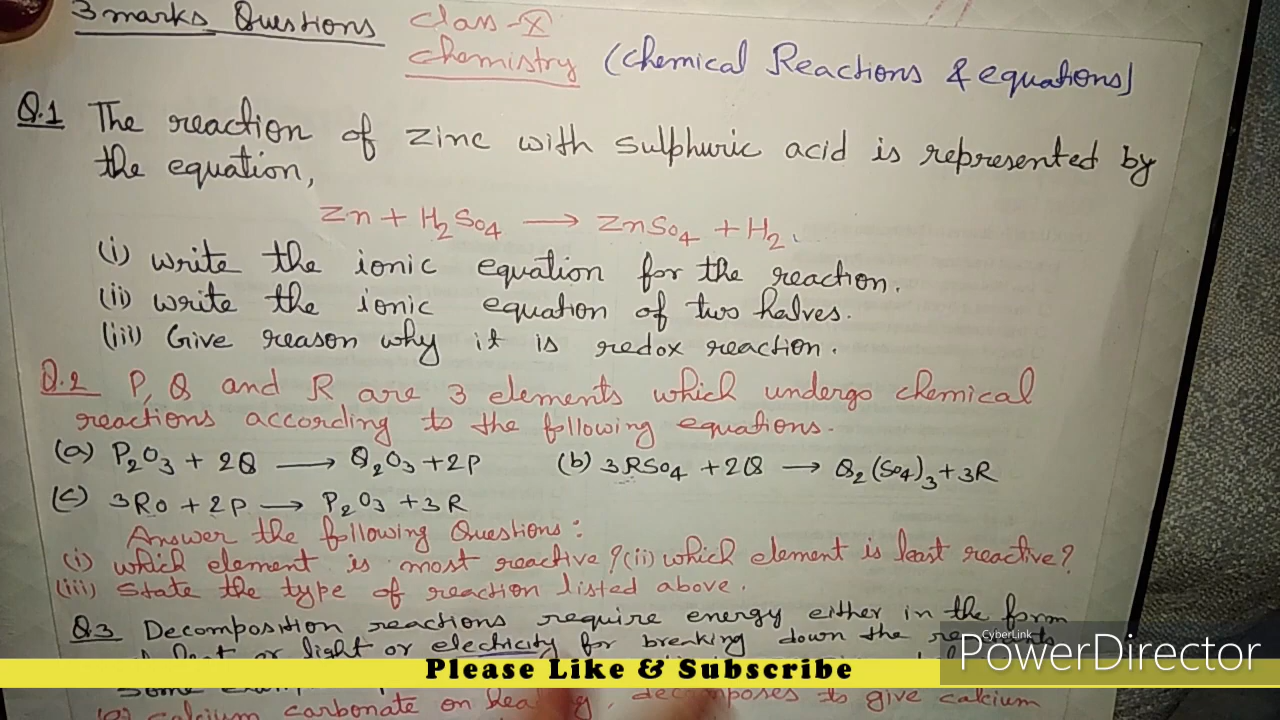 3 marks Questions Class-X
Chemistry (Chemical Reactions & equations)
Q.1 The reaction of zinc with sulphuric acid is represented by
the equation,
Zn + H₂SO₄ → ZnSO₄ + H₂.
(i) write the ionic equation for the reaction.
(ii) write the ionic equation of two halves.
(iii) Give reason why it is redox reaction.
Q.2 P, Q and R are 3 elements which undergo chemical
reactions according to the following equations.
(a) P₂O₃ + 2Q → Q₂O₃ + 2P (b) 3RSO₄ + 2Q → Q₂(SO₄)₃ + 3R
(c) 3RO + 2P → P₂O₃ + 3R
Answer the following Questions:
(i) which element is most reactive? (ii) which element is least reactive?
(iii) State the type of reaction listed above.
Q3 Decomposition reactions require energy either in the form
or light or electricity for breaking down the
CyberLink
PowerDirector
Please Like & Subscribe
calcium carbonate on decomposes to give calcium